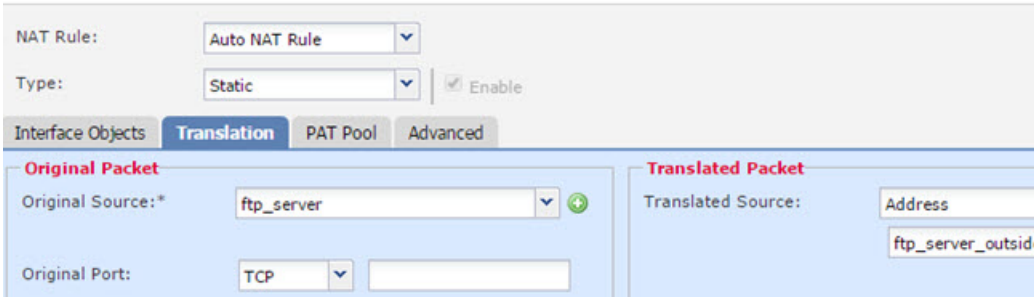 NAT Rule: Auto NAT Rule
Type: Static Enable
Interface Objects Translation PAT Pool Advanced
Original Packet Translated Packet
Original Source:* ftp_server Translated Source: Address
ftp_server_outside
Original Port: TCP